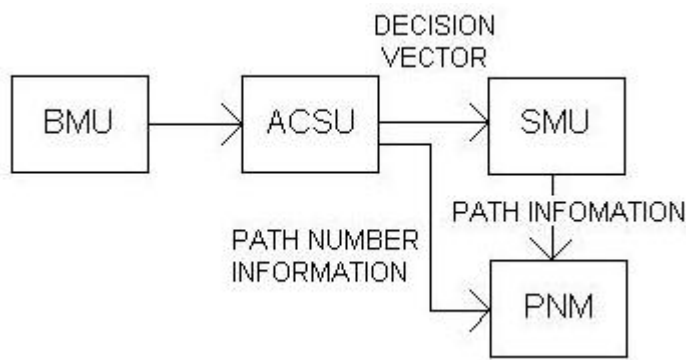 DECISION
VECTOR
BMU
ACSU
SMU
PATH INFOMATION
PATH NUMBER
INFORMATION
PNM